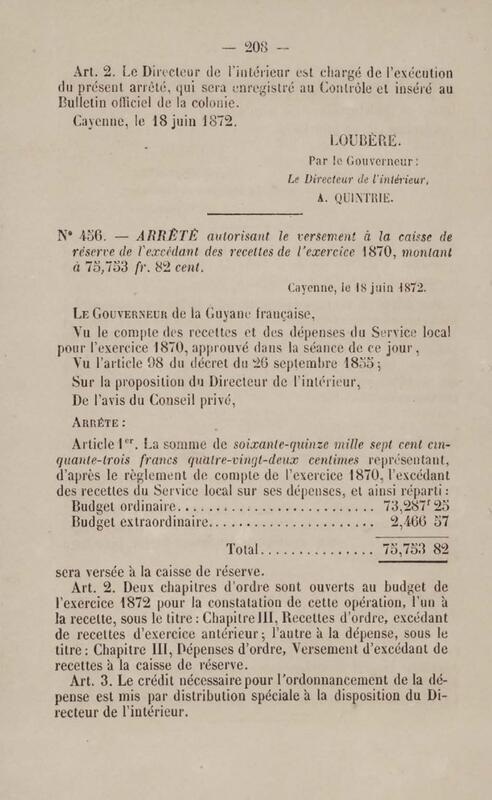 — 208 —
Art. 2. Le Directeur de l'intérieur est chargé de l'exécution
du présent arrêté, qui sera enregistré au Contrôle et inséré au
Bulletin officiel de la colonie.
Cayenne, le 18 juin 1872.
LOUBÈRE.
Par le Gouverneur :
Le Directeur de l'intérieur,
A. QUINTRIE.
N° 456. — ARRÊTÉ autorisant le versement à la caisse de
réserve de l'excédant des recettes de l'exercice 1870, montant
à 75,753 fr. 82 cent.
Cayenne, le 18 juin 1872.
LE GOUVERNEUR de la Guyane française,
Vu le compte des recettes et des dépenses du Service local
pour l'exercice 1870, approuvé dans la séance de ce jour,
Vu l'article 98 du décret du 26 septembre 1855;
Sur la proposition du Directeur de l'intérieur,
De l'avis du Conseil privé,
ARRÊTE :
Article 1er. La somme de soixante-quinze mille sept cent cin-
quante-trois francs quatre-vingt-deux centimes représentant,
d'après le règlement de compte de l'exercice 1870, l'excédant
des recettes du Service local sur ses dépenses, et ainsi réparti :
Budget ordinaire.......................... 73,287f 25
Budget extraordinaire...................... 2,466 57
Total............... 75,753 82
sera versée à la caisse de réserve.
Art. 2. Deux chapitres d'ordre sont ouverts au budget de
l'exercice 1872 pour la constatation de cette opération, l'un à
la recette, sous le titre : Chapitre III, Recettes d'ordre, excédant
de recettes d'exercice antérieur; l'autre à la dépense, sous le
titre : Chapitre III, Dépenses d'ordre, Versement d'excédant de
recettes à la caisse de réserve.
Art. 3. Le crédit nécessaire pour l'ordonnancement de la dé-
pense est mis par distribution spéciale à la disposition du Di-
recteur de l'intérieur.